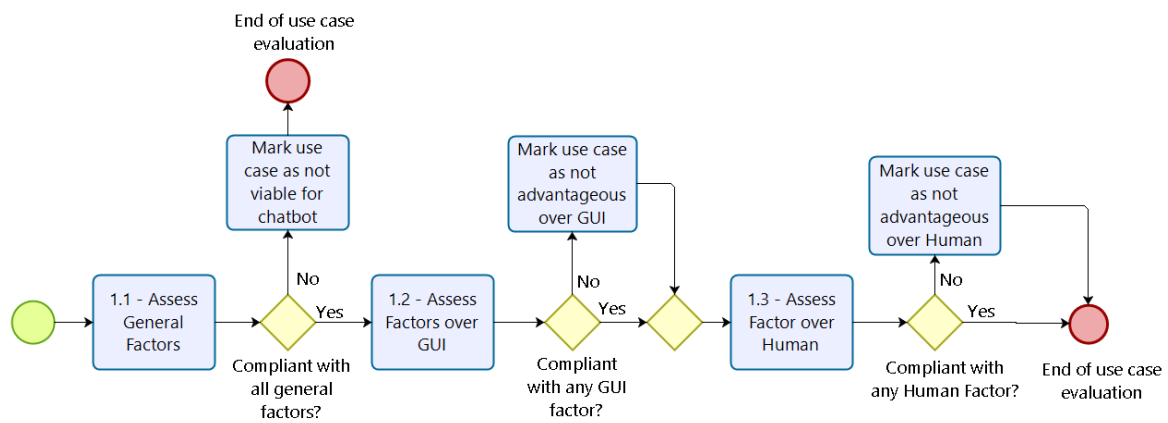 End of use case
evaluation
Mark use
case as not
viable for
chatbot
Mark use case
as not
advantageous
over GUI
Mark use case
as not
advantageous
over Human
No
No
No
1.1 - Assess
General
Factors
Yes
1.2 - Assess
Factors over
GUI
Yes
1.3 - Assess
Factor over
Human
Yes
Compliant with
all general
factors?
Compliant
with any GUI
factor?
Compliant with
any Human Factor?
End of use case
evaluation